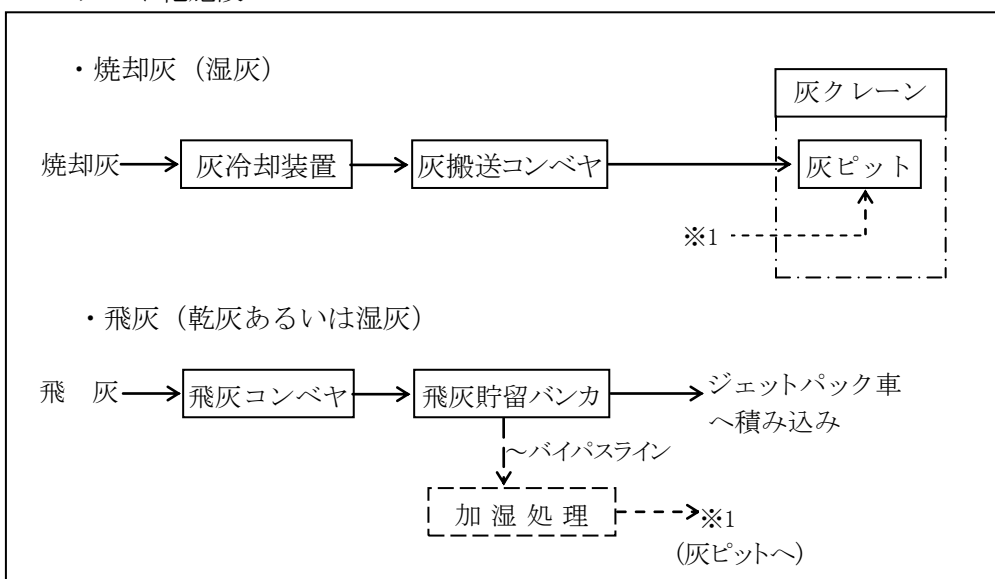 ・焼却灰（湿灰）
灰クレーン
焼却灰
灰冷却装置
灰搬送コンベヤ
灰ピット
※1
・飛灰（乾灰あるいは湿灰）
飛　灰
飛灰コンベヤ
飛灰貯留バンカ
ジェットパック車
へ積み込み
～バイパスライン
加 湿 処 理
※1
(灰ピットへ)